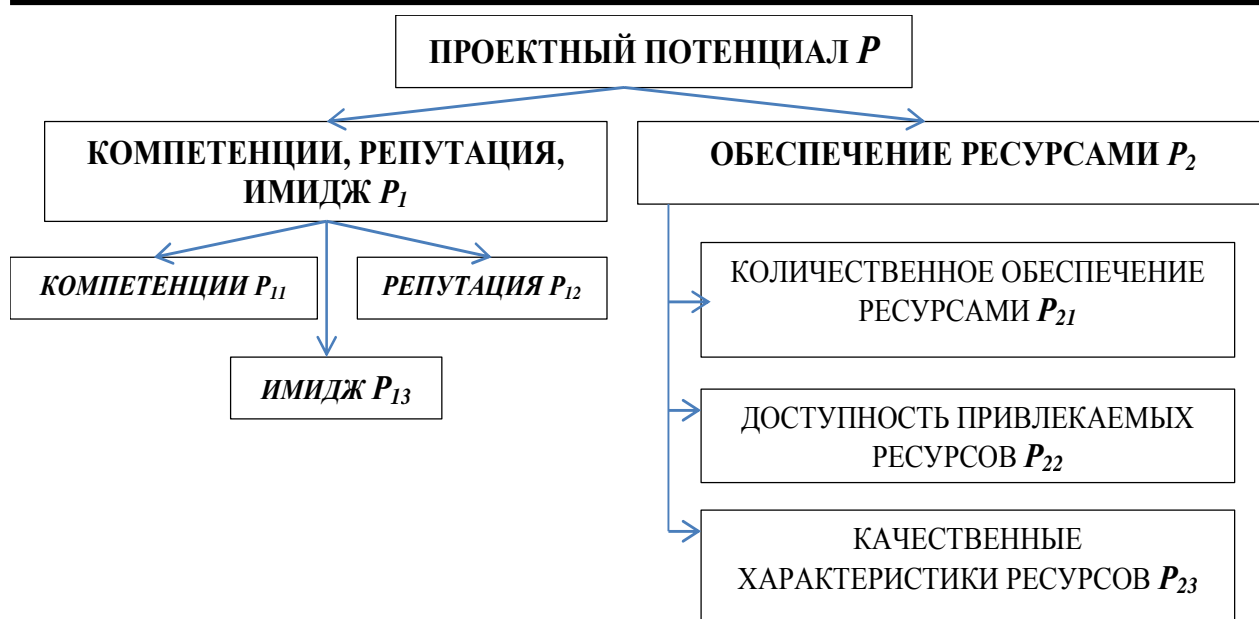 ПРОЕКТНЫЙ ПОТЕНЦИАЛ P
КОМПЕТЕНЦИИ, РЕПУТАЦИЯ,
ИМИДЖ P1
ОБЕСПЕЧЕНИЕ РЕСУРСАМИ P2
КОМПЕТЕНЦИИ P11
РЕПУТАЦИЯ P12
ИМИДЖ P13
КОЛИЧЕСТВЕННОЕ ОБЕСПЕЧЕНИЕ
РЕСУРСАМИ P21
ДОСТУПНОСТЬ ПРИВЛЕКАЕМЫХ
РЕСУРСОВ P22
КАЧЕСТВЕННЫЕ
ХАРАКТЕРИСТИКИ РЕСУРСОВ P23